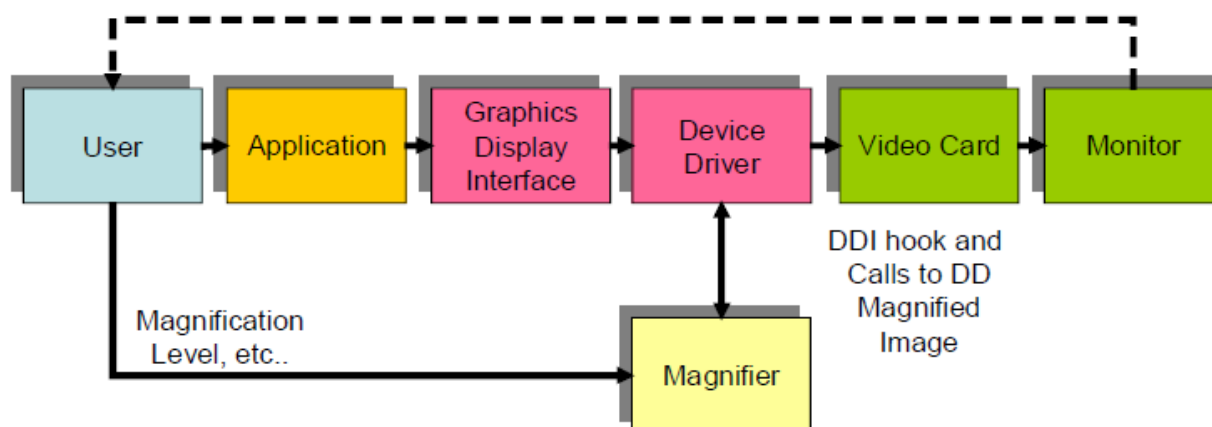 User
Application
Graphics
Display
Interface
Device
Driver
Video Card
Monitor
DDI hook and
Calls to DD
Magnified
Image
Magnification
Level, etc..
Magnifier